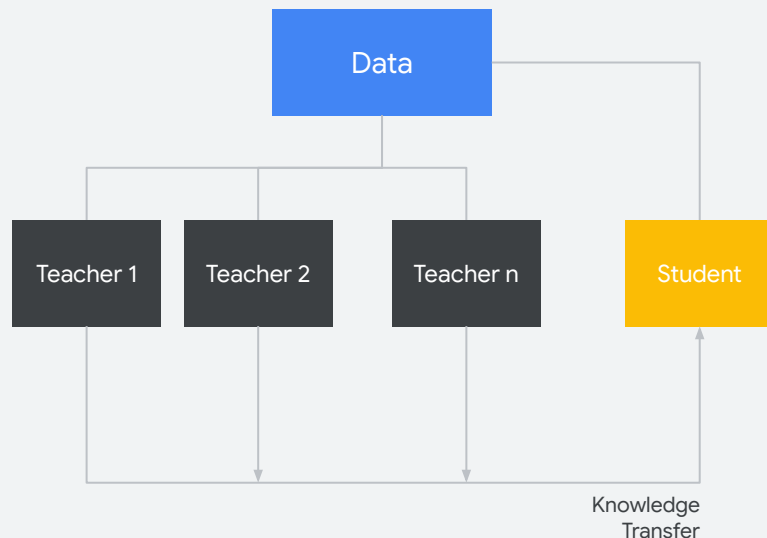 Data
Teacher 1
Teacher 2
Teacher n
Student
Knowledge
Transfer